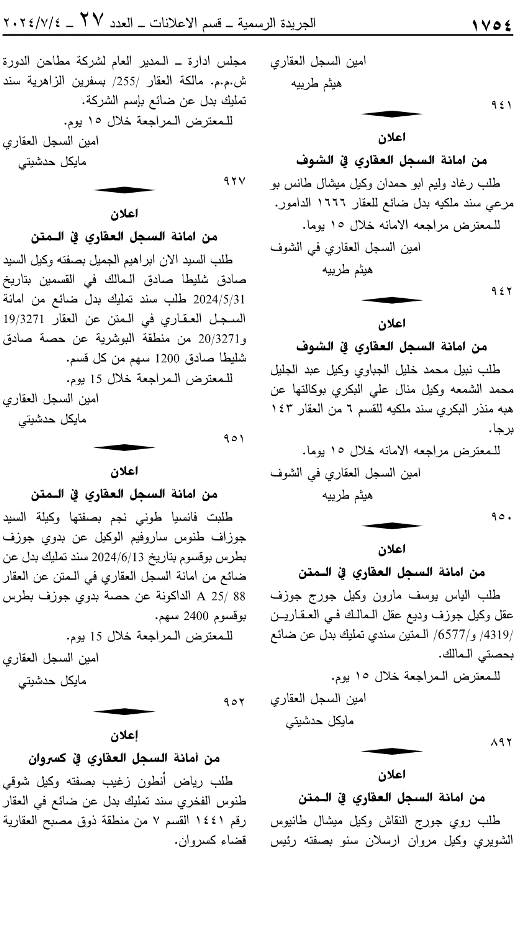 ١٧٥٤
الجريدة الرسمية – قسم الاعلانات – العدد ٢٧ – ٢٠٢٤/٧/٤
امين السجل العقاري
هيثم طربيه
٩٤١
اعلان
من امانة السجل العقاري في الشوف
طلب رغاد وليم ابو حمدان وكيل ميشال طانس بو
مرعي سند ملكيه بدل ضائع للعقار ١٦٦٦ الدامور.
للمعترض مراجعه الامانه خلال ١٥ يوما.
امين السجل العقاري في الشوف
هيثم طربيه
٩٤٢
اعلان
من امانة السجل العقاري في الشوف
طلب نبيل محمد خليل الجباوي وكيل عبد الجليل
محمد الشمعه وكيل منال علي البكري بوكالتها عن
هبه منذر البكري سند ملكيه للقسم ٦ من العقار ١٤٣
برجا.
للمعترض مراجعه الامانه خلال ١٥ يوما.
امين السجل العقاري في الشوف
هيثم طربيه
٩٥٠
اعلان
من امانة السجل العقاري في المتن
طلب الياس يوسف مارون وكيل جورج جوزف
عقل وكيل جوزف وديع عقل المالك في العقارين
/4319/ و/6577/ المتين سندي تمليك بدل عن ضائع
بحصتي المالك.
للمعترض المراجعة خلال ١٥ يوم.
امين السجل العقاري
مايكل حدشيتي
٨٩٢
اعلان
من امانة السجل العقاري في المتن
طلب روي جورج النقاش وكيل ميشال طانيوس
الشويري وكيل مروان ارسلان سنو بصفته رئيس
مجلس ادارة – المدير العام لشركة مطاحن الدورة
ش.م.م. مالكة العقار /255/ بسفرين الزاهرية سند
تمليك بدل عن ضائع بإسم الشركة.
للمعترض المراجعة خلال ١٥ يوم.
امين السجل العقاري
مايكل حدشيتي
٩٢٧
اعلان
من امانة السجل العقاري في المتن
طلب السيد الان ابراهيم الجميل بصفته وكيل السيد
صادق شليطا صادق المالك في القسمين بتاريخ
2024/5/31 طلب سند تمليك بدل ضائع من امانة
السجل العقاري في المتن عن العقار 19/3271
و20/3271 من منطقة البوشرية عن حصة صادق
شليطا صادق 1200 سهم من كل قسم.
للمعترض المراجعة خلال 15 يوم.
امين السجل العقاري
مايكل حدشيتي
٩٥١
اعلان
من امانة السجل العقاري في المتن
طلبت فانسيا طوني نجم بصفتها وكيلة السيد
جوزاف طنوس ساروفيم الوكيل عن بدوي جوزف
بطرس بوقسوم بتاريخ 2024/6/13 سند تمليك بدل عن
ضائع من امانة السجل العقاري في المتن عن العقار
88 /25 A الداكونة عن حصة بدوي جوزف بطرس
بوقسوم 2400 سهم.
للمعترض المراجعة خلال 15 يوم.
امين السجل العقاري
مايكل حدشيتي
٩٥٢
إعلان
من أمانة السجل العقاري في كسروان
طلب رياض أنطون زغيب بصفته وكيل شوقي
طنوس الفخري سند تمليك بدل عن ضائع في العقار
رقم ١٤٤١ القسم ٧ من منطقة ذوق مصبح العقارية
قضاء كسروان.